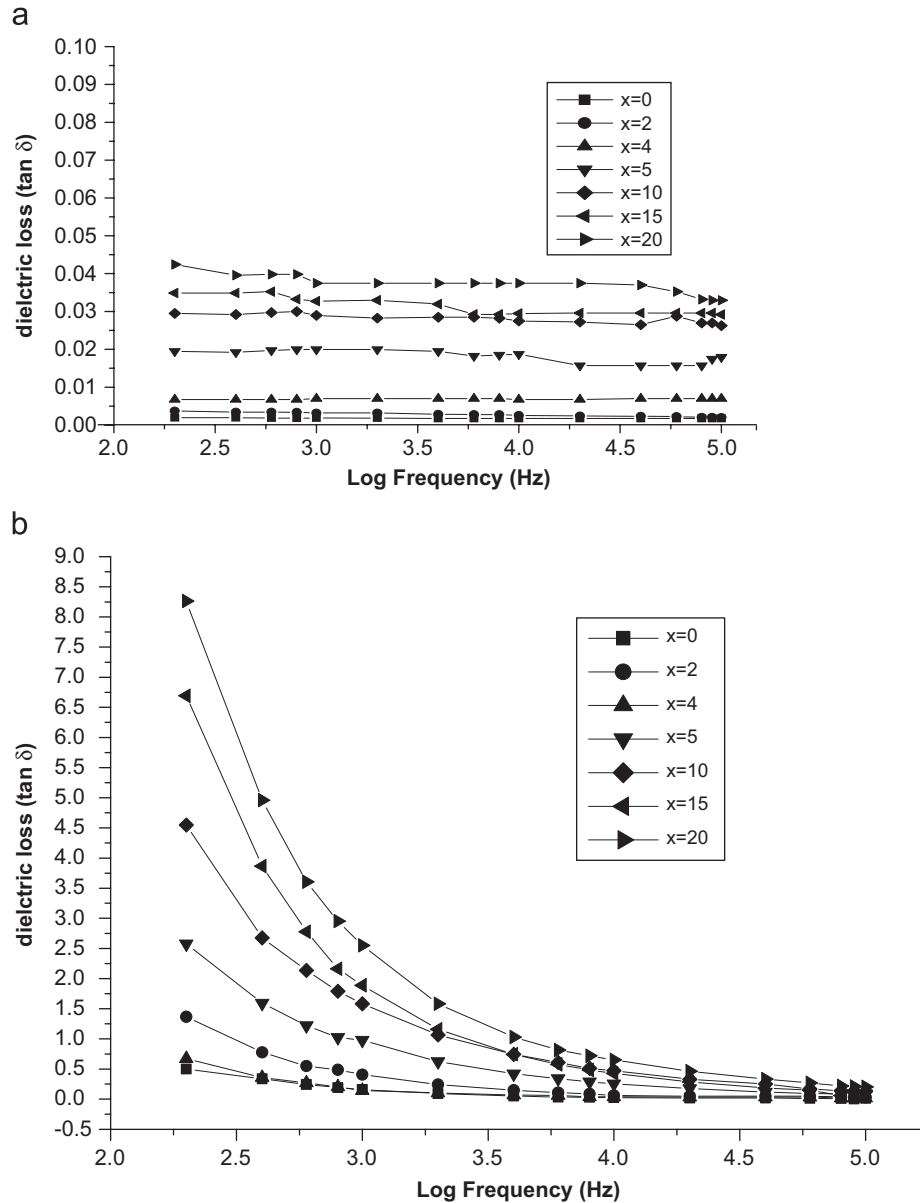 a
0.10
0.09
0.08
0.07
0.06
0.05
0.04
0.03
0.02
0.01
0.00
dielctric loss (tan δ)
x=0
x=2
x=4
x=5
x=10
x=15
x=20
2.0 2.5 3.0 3.5 4.0 4.5 5.0
Log Frequency (Hz)
b
9.0
8.5
8.0
7.5
7.0
6.5
6.0
5.5
5.0
4.5
4.0
3.5
3.0
2.5
2.0
1.5
1.0
0.5
0.0
-0.5
dielctric loss (tan δ)
x=0
x=2
x=4
x=5
x=10
x=15
x=20
2.0 2.5 3.0 3.5 4.0 4.5 5.0
Log Frequency (Hz)